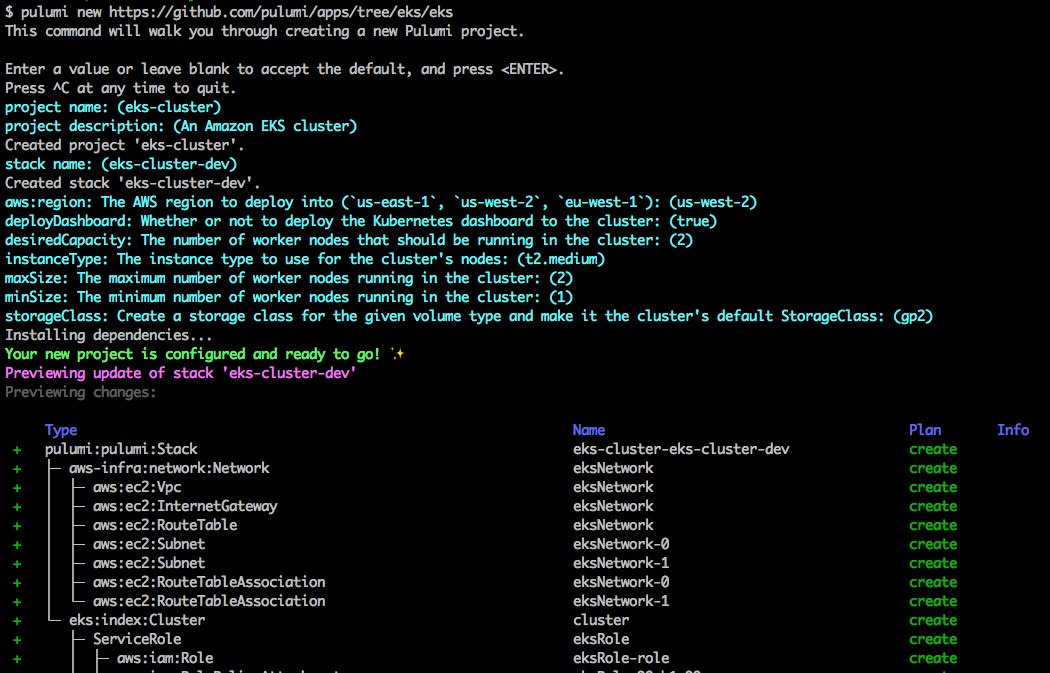 $ pulumi new https://github.com/pulumi/apps/tree/eks/eks
This command will walk you through creating a new Pulumi project.
Enter a value or leave blank to accept the default, and press <ENTER>.
Press ^C at any time to quit.
project name: (eks-cluster)
project description: (An Amazon EKS cluster)
Created project 'eks-cluster'.
stack name: (eks-cluster-dev)
Created stack 'eks-cluster-dev'.
aws:region: The AWS region to deploy into (`us-east-1`, `us-west-2`, `eu-west-1`): (us-west-2)
deployDashboard: Whether or not to deploy the Kubernetes dashboard to the cluster: (true)
desiredCapacity: The number of worker nodes that should be running in the cluster: (2)
instanceType: The instance type to use for the cluster's nodes: (t2.medium)
maxSize: The maximum number of worker nodes running in the cluster: (2)
minSize: The minimum number of worker nodes running in the cluster: (1)
storageClass: Create a storage class for the given volume type and make it the cluster's default StorageClass: (gp2)
Installing dependencies...
Your new project is configured and ready to go! ✨
Previewing update of stack 'eks-cluster-dev'
Previewing changes:
Type Name Plan Info
+ pulumi:pulumi:Stack eks-cluster-eks-cluster-dev create
+ ├─ aws-infra:network:Network eksNetwork create
+ │ ├─ aws:ec2:Vpc eksNetwork create
+ │ ├─ aws:ec2:InternetGateway eksNetwork create
+ │ ├─ aws:ec2:RouteTable eksNetwork create
+ │ ├─ aws:ec2:Subnet eksNetwork-0 create
+ │ ├─ aws:ec2:Subnet eksNetwork-1 create
+ │ ├─ aws:ec2:RouteTableAssociation eksNetwork-0 create
+ │ └─ aws:ec2:RouteTableAssociation eksNetwork-1 create
+ └─ eks:index:Cluster cluster create
+ ├─ ServiceRole eksRole create
+ │ ├─ aws:iam:Role eksRole-role create